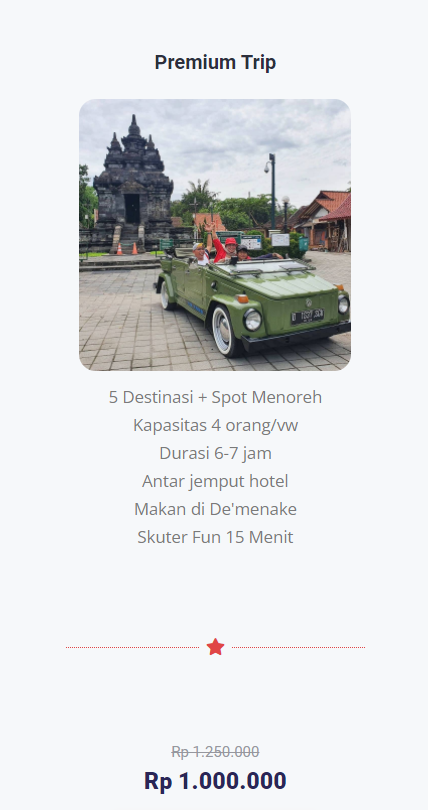 Premium Trip
5 Destinasi + Spot Menoreh
Kapasitas 4 orang/vw
Durasi 6-7 jam
Antar jemput hotel
Makan di De'menake
Skuter Fun 15 Menit
Rp 1.250.000
Rp 1.000.000